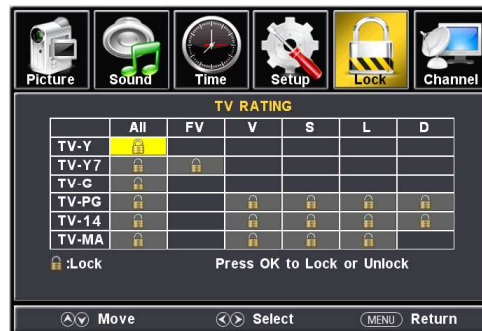 Picture Sound Time Setup Lock Channel
TV RATING
All FV V S L D
TV-Y
TV-Y7
TV-G
TV-PG
TV-14
TV-MA
:Lock Press OK to Lock or Unlock
Move Select MENU Return